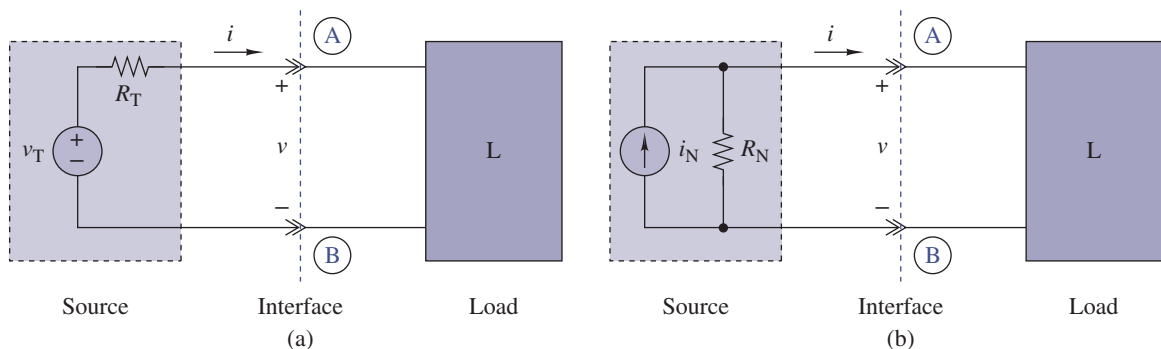 i
A
i
A
R_T
+
+
v_T
+
−
v
L
i_N
R_N
v
L
−
−
B
B
Source
Interface
Load
Source
Interface
Load
(a)
(b)